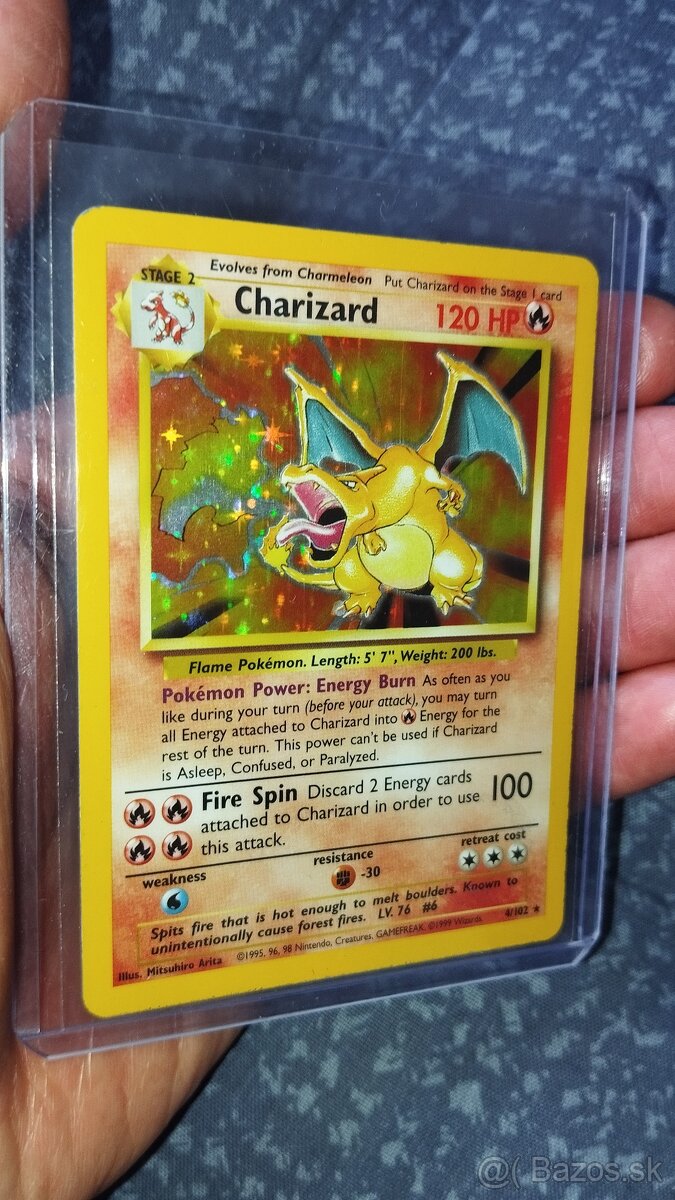 STAGE 2
Evolves from Charmeleon Put Charizard on the Stage 1 card
Charizard 120 HP
Flame Pokémon. Length: 5' 7", Weight: 200 lbs.
Pokémon Power: Energy Burn As often as you
like during your turn (before your attack), you may turn
all Energy attached to Charizard into Energy for the
rest of the turn. This power can't be used if Charizard
is Asleep, Confused, or Paralyzed.
Fire Spin Discard 2 Energy cards
attached to Charizard in order to use 100
this attack.
weakness resistance retreat cost
-30
Spits fire that is hot enough to melt boulders. Known to
unintentionally cause forest fires. LV. 76 #6
Illus. Mitsuhiro Arita ©1995, 96, 98 Nintendo, Creatures, GAMEFREAK. ©1999 Wizards. 4/102 ★
@( Bazos.sk